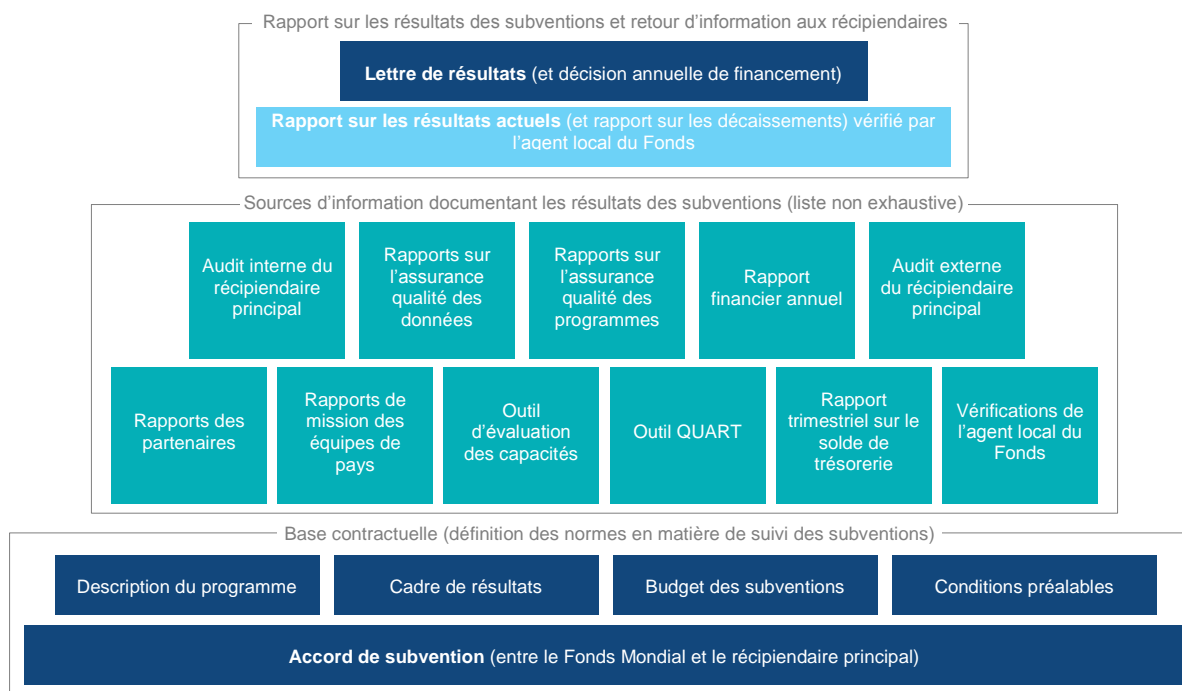 Rapport sur les résultats des subventions et retour d'information aux récipiendaires
Lettre de résultats (et décision annuelle de financement)
Rapport sur les résultats actuels (et rapport sur les décaissements) vérifié par
l'agent local du Fonds
Sources d'information documentant les résultats des subventions (liste non exhaustive)
Audit interne du
récipiendaire
principal
Rapports sur
l'assurance
qualité des
données
Rapports sur
l'assurance
qualité des
programmes
Rapport
financier annuel
Audit externe
du récipiendaire
principal
Rapports des
partenaires
Rapports de
mission des
équipes de
pays
Outil
d'évaluation
des capacités
Outil QUART
Rapport
trimestriel sur le
solde de
trésorerie
Vérifications de
l'agent local du
Fonds
Base contractuelle (définition des normes en matière de suivi des subventions)
Description du programme
Cadre de résultats
Budget des subventions
Conditions préalables
Accord de subvention (entre le Fonds Mondial et le récipiendaire principal)